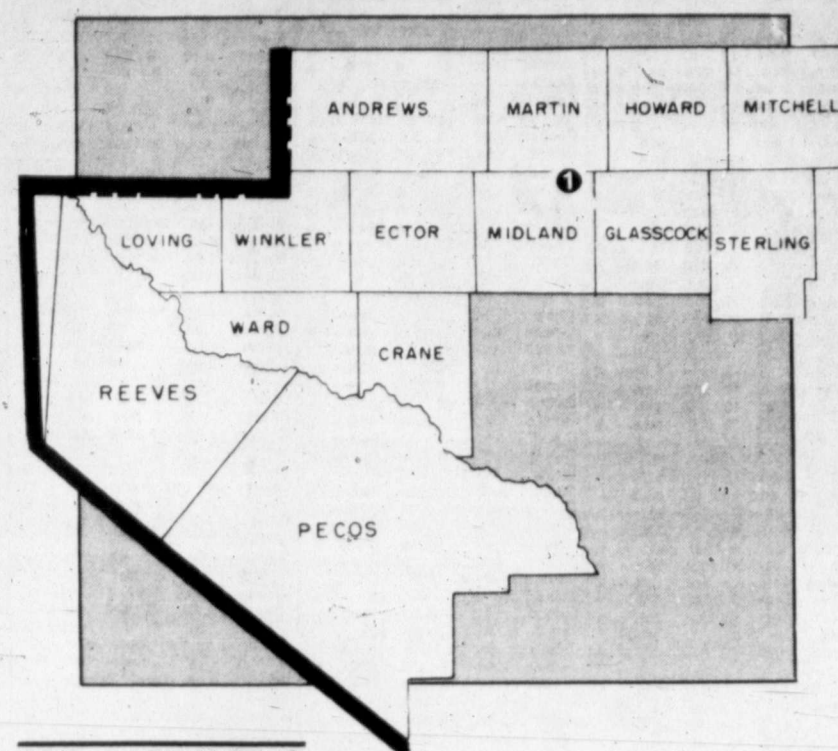 ANDREWS MARTIN HOWARD MITCHELL
1
LOVING WINKLER ECTOR MIDLAND GLASSCOCK STERLING
WARD
CRANE
REEVES
PECOS